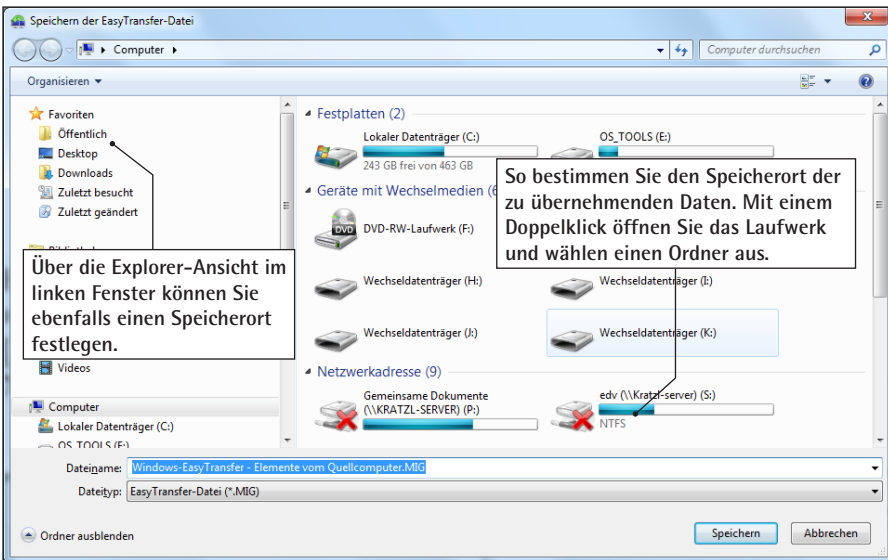 Speichern der EasyTransfer-Datei
Computer
Computer durchsuchen
Organisieren
Favoriten
Öffentlich
Desktop
Downloads
Zuletzt besucht
Zuletzt geändert
Über die Explorer-Ansicht im
linken Fenster können Sie
ebenfalls einen Speicherort
festlegen.
Videos
Computer
Lokaler Datenträger (C:)
OS_TOOLS (E:)
Festplatten (2)
Lokaler Datenträger (C:)
243 GB frei von 463 GB
OS_TOOLS (E:)
So bestimmen Sie den Speicherort der
zu übernehmenden Daten. Mit einem
Doppelklick öffnen Sie das Laufwerk
und wählen einen Ordner aus.
Geräte mit Wechselmedien
DVD
DVD-RW-Laufwerk (F:)
Wechseldatenträger (H:)
Wechseldatenträger (I:)
Wechseldatenträger (J:)
Wechseldatenträger (K:)
Netzwerkadresse (9)
Gemeinsame Dokumente
(\\KRATZL-SERVER) (P:)
edv (\\Kratzl-server) (S:)
NTFS
Dateiname: Windows-EasyTransfer - Elemente vom Quellcomputer.MIG
Dateityp: EasyTransfer-Datei (*.MIG)
Ordner ausblenden
Speichern
Abbrechen